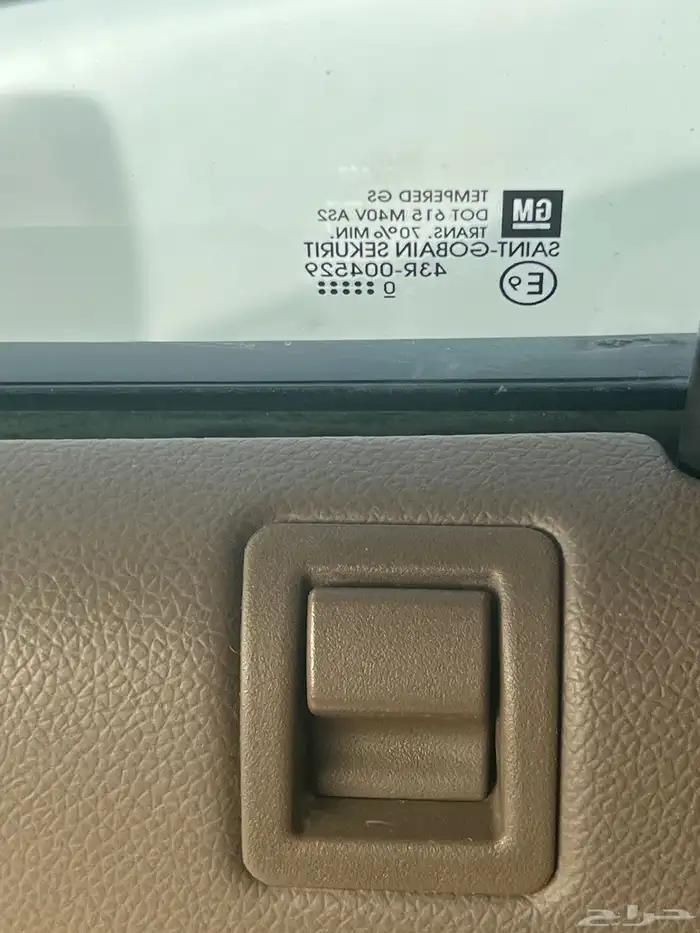 GM
TEMPERED GS
DOT 615 M40V AS2
TRANS. 70% MIN.
SAINT-GOBAIN SEKURIT
E9 43R-004529
0
حراج